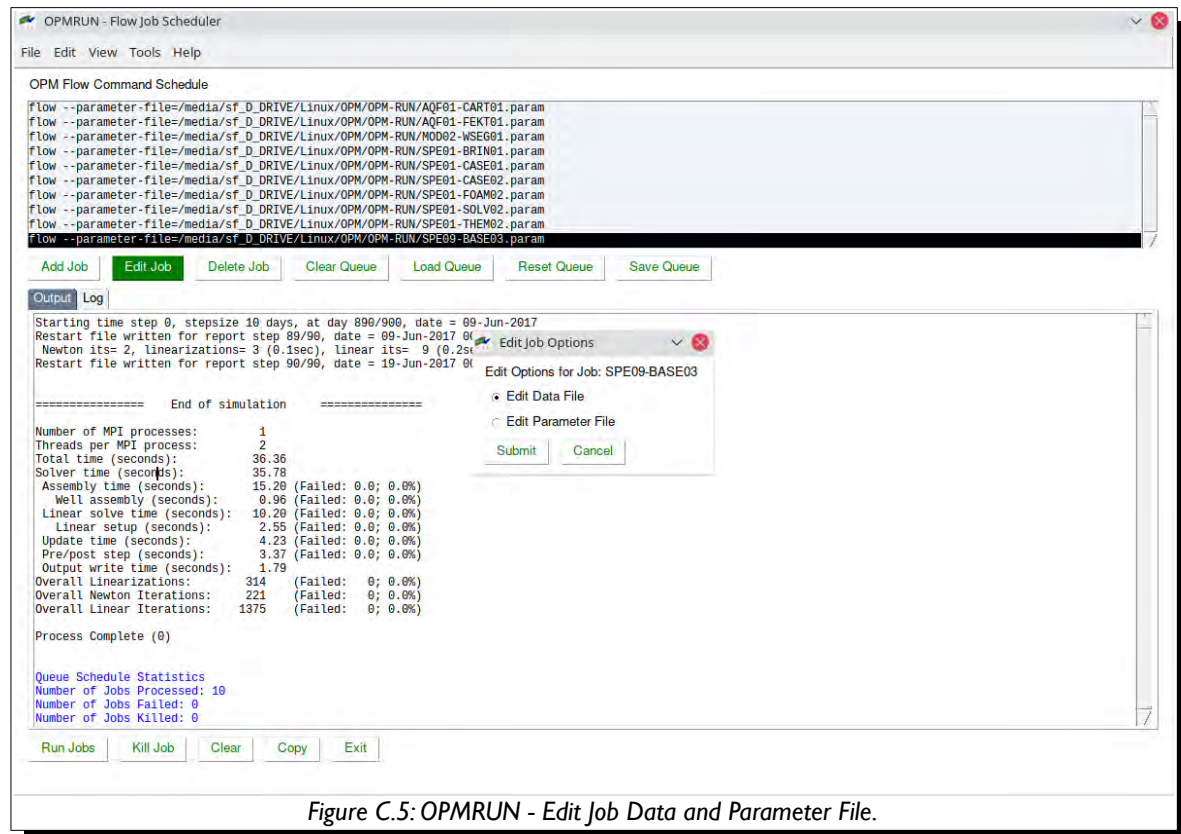 OPMRUN - Flow Job Scheduler
File Edit View Tools Help
OPM Flow Command Schedule
flow --parameter-file=/media/sf_D_DRIVE/Linux/OPM/OPM-RUN/AQF01-CART01.param
flow --parameter-file=/media/sf_D_DRIVE/Linux/OPM/OPM-RUN/AQF01-FEKT01.param
flow --parameter-file=/media/sf_D_DRIVE/Linux/OPM/OPM-RUN/MOD02-WSEG01.param
flow --parameter-file=/media/sf_D_DRIVE/Linux/OPM/OPM-RUN/SPE01-BRIN01.param
flow --parameter-file=/media/sf_D_DRIVE/Linux/OPM/OPM-RUN/SPE01-CASE01.param
flow --parameter-file=/media/sf_D_DRIVE/Linux/OPM/OPM-RUN/SPE01-CASE02.param
flow --parameter-file=/media/sf_D_DRIVE/Linux/OPM/OPM-RUN/SPE01-FOAM02.param
flow --parameter-file=/media/sf_D_DRIVE/Linux/OPM/OPM-RUN/SPE01-SOLV02.param
flow --parameter-file=/media/sf_D_DRIVE/Linux/OPM/OPM-RUN/SPE01-THEM02.param
flow --parameter-file=/media/sf_D_DRIVE/Linux/OPM/OPM-RUN/SPE09-BASE03.param
Add Job Edit Job Delete Job Clear Queue Load Queue Reset Queue Save Queue
Output Log
Starting time step 0, stepsize 10 days, at day 890/900, date = 09-Jun-2017
Restart file written for report step 89/90, date = 09-Jun-2017 0
Newton its= 2, linearizations= 3 (0.1sec), linear its= 9 (0.2s
Restart file written for report step 90/90, date = 19-Jun-2017 0
================ End of simulation ===============
Number of MPI processes: 1
Threads per MPI process: 2
Total time (seconds): 36.36
Solver time (seconds): 35.78
Assembly time (seconds): 15.20 (Failed: 0.0; 0.0%)
Well assembly (seconds): 0.96 (Failed: 0.0; 0.0%)
Linear solve time (seconds): 10.20 (Failed: 0.0; 0.0%)
Linear setup (seconds): 2.55 (Failed: 0.0; 0.0%)
Update time (seconds): 4.23 (Failed: 0.0; 0.0%)
Pre/post step (seconds): 3.37 (Failed: 0.0; 0.0%)
Output write time (seconds): 1.79
Overall Linearizations: 314 (Failed: 0; 0.0%)
Overall Newton Iterations: 221 (Failed: 0; 0.0%)
Overall Linear Iterations: 1375 (Failed: 0; 0.0%)
Process Complete (0)
Queue Schedule Statistics
Number of Jobs Processed: 10
Number of Jobs Failed: 0
Number of Jobs Killed: 0
Edit Job Options
Edit Options for Job: SPE09-BASE03
Edit Data File
Edit Parameter File
Submit Cancel
Run Jobs Kill Job Clear Copy Exit
Figure C.5: OPMRUN - Edit Job Data and Parameter File.